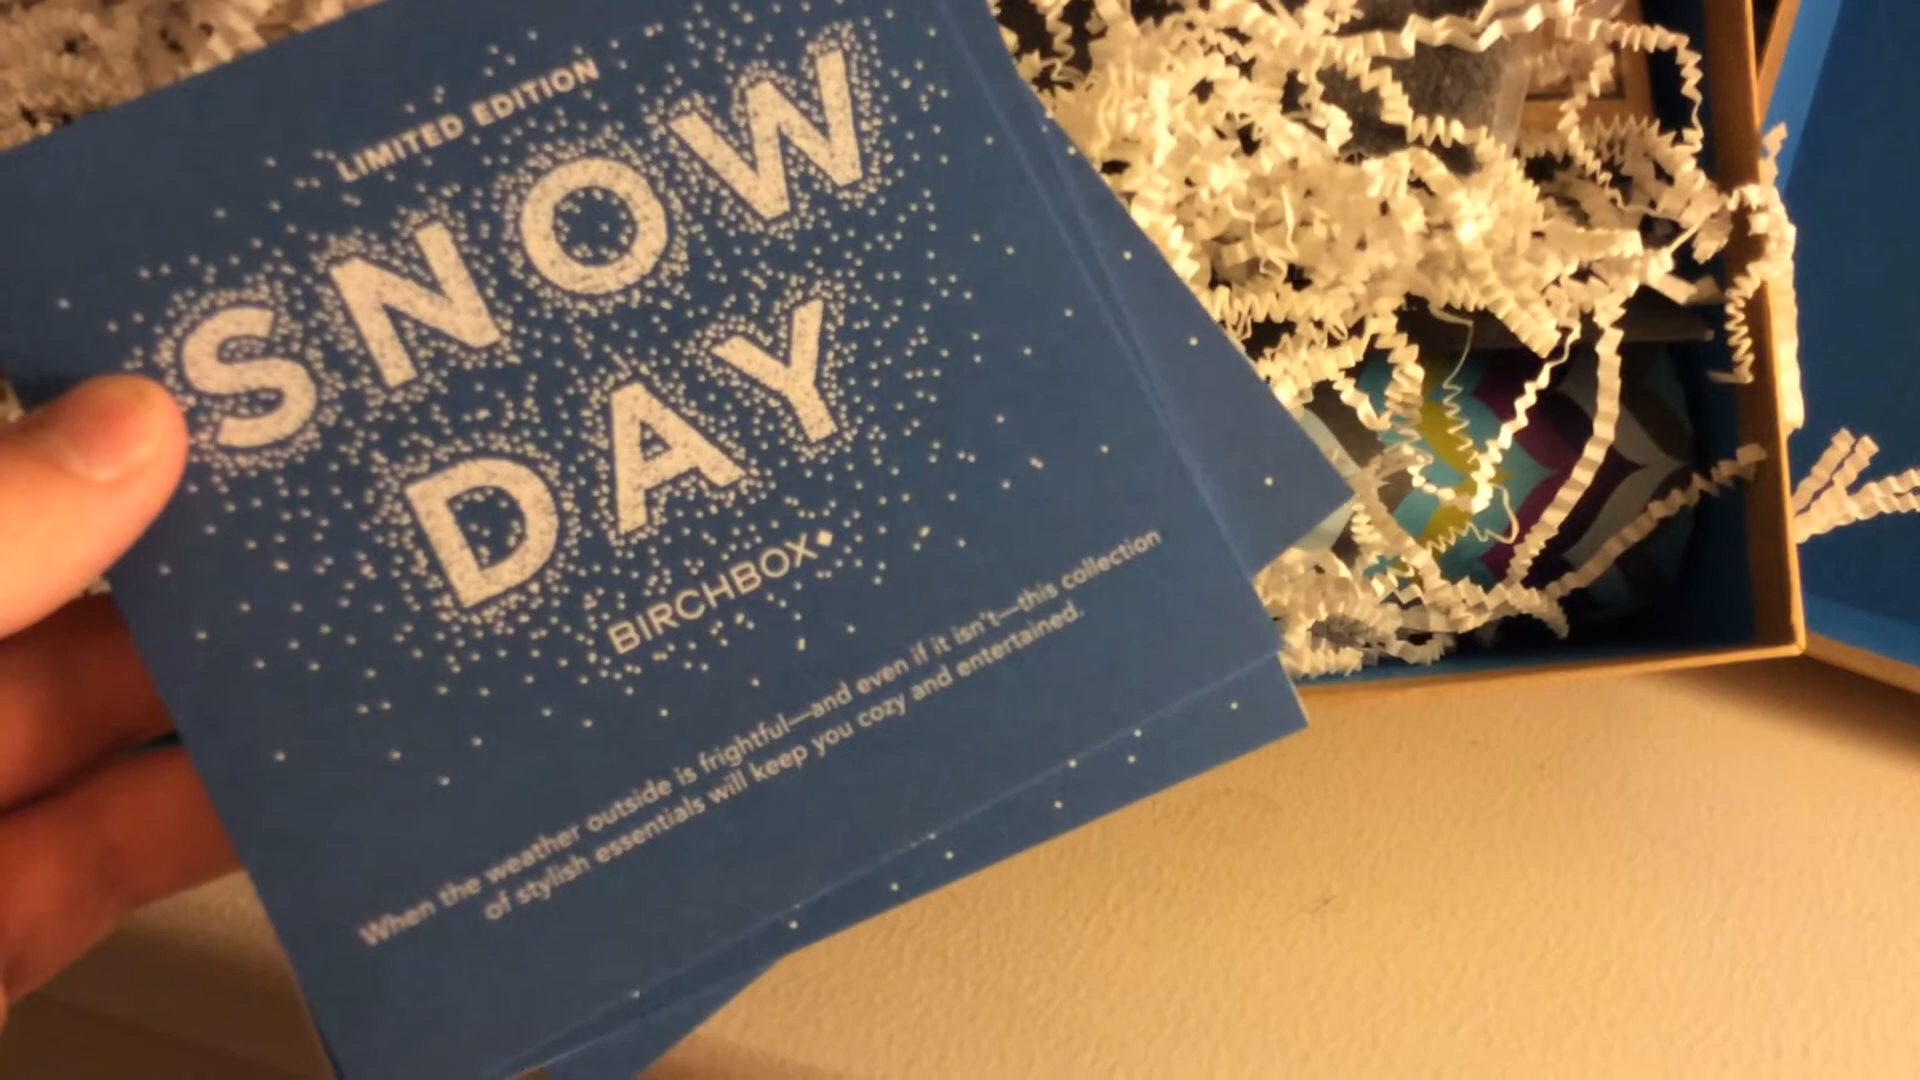 LIMITED EDITION
SNOW
DAY
BIRCHBOX
When the weather outside is frightful—and even if it isn't—this collection
of stylish essentials will keep you cozy and entertained.